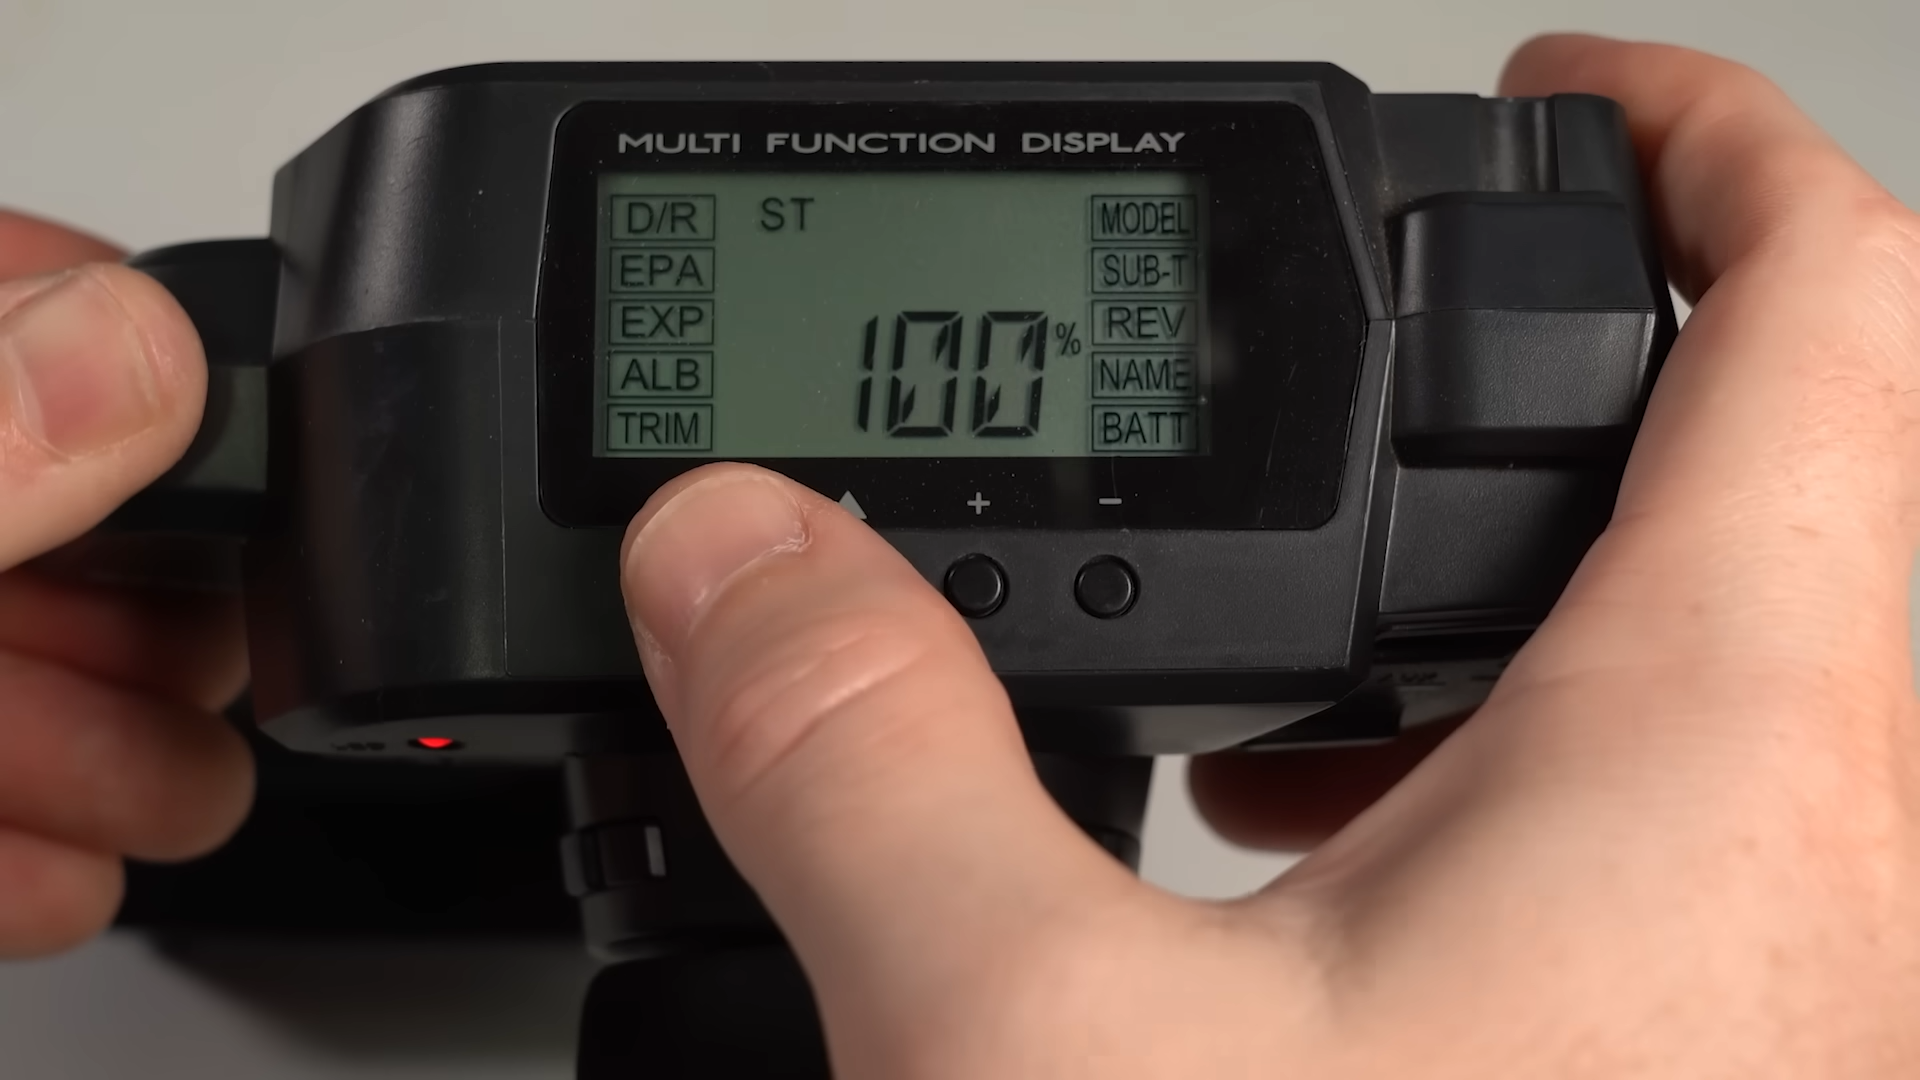 MULTI FUNCTION DISPLAY
D/R
EPA
EXP
ALB
TRIM
ST
100%
MODEL
SUB-T
REV
NAME
BATT
+
−